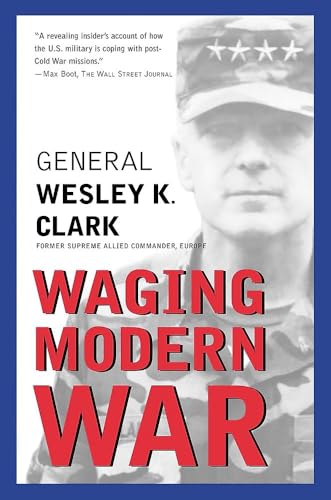 “A revealing insider’s account of how
the U.S. military is coping with post-
Cold War missions.”
— Max Boot, The Wall Street Journal
GENERAL
WESLEY K.
CLARK
FORMER SUPREME ALLIED COMMANDER, EUROPE
WAGING
MODERN
WAR